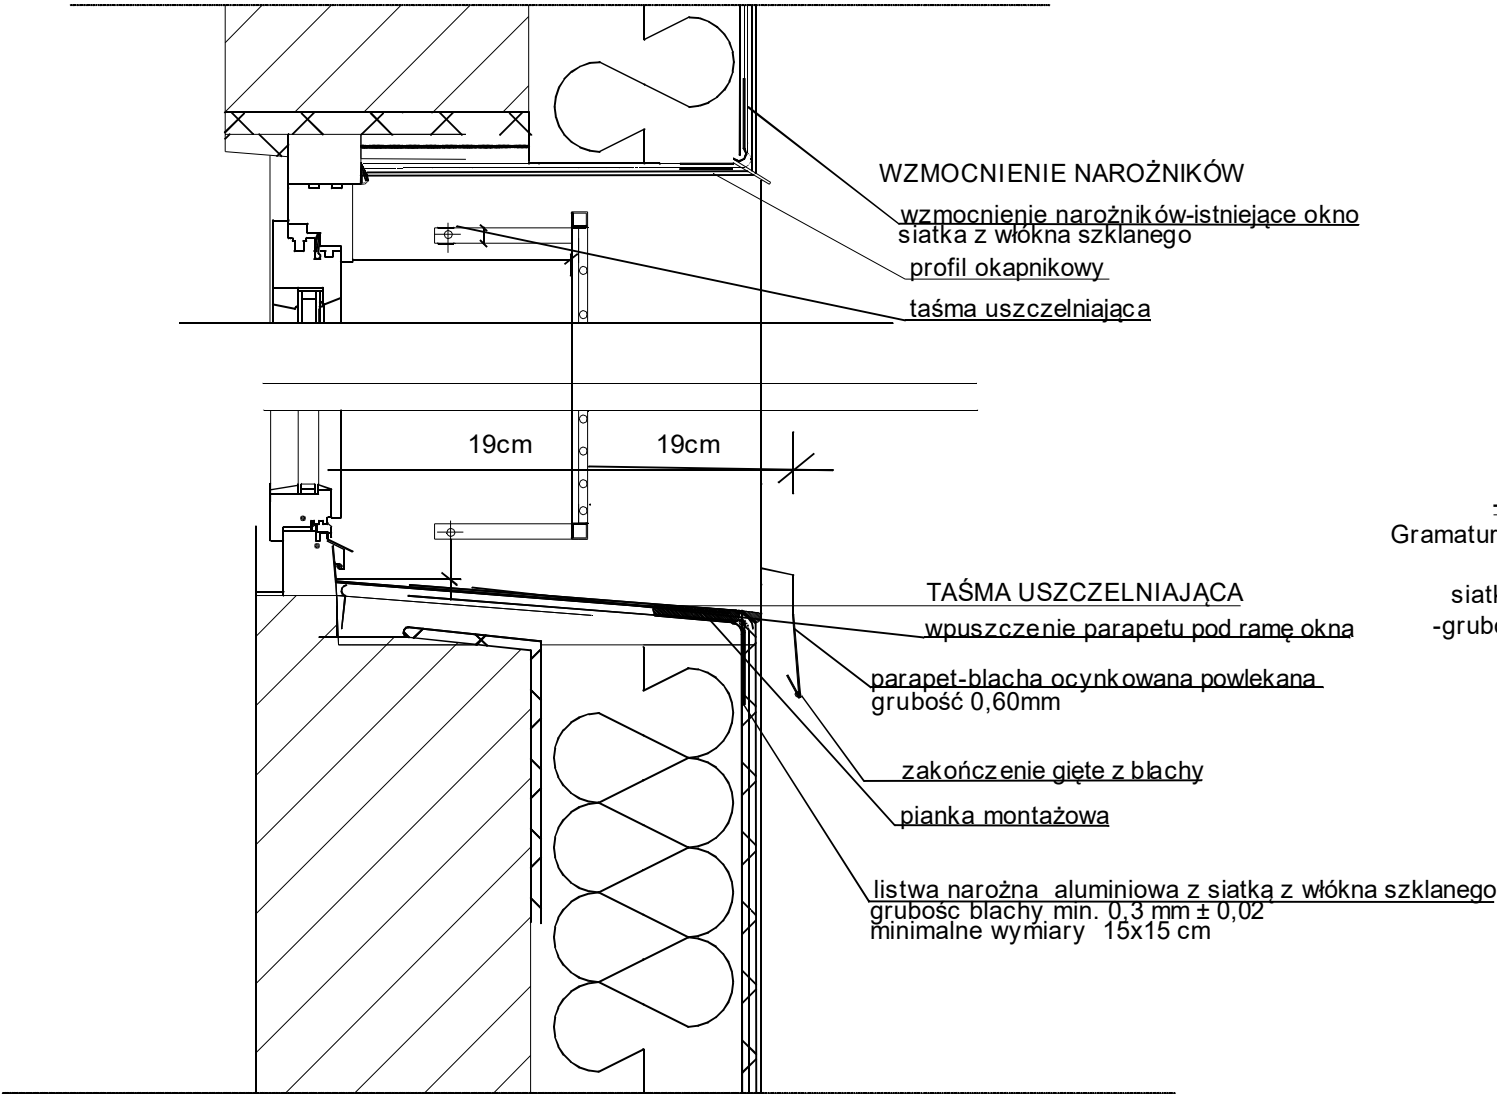 WZMOCNIENIE NAROŻNIKÓW
wzmocnienie narożników-istniejące okno
siatka z włókna szklanego
profil okapnikowy
taśma uszczelniająca
19cm 19cm
Gramatur
TAŚMA USZCZELNIAJĄCA
siatk
wpuszczenie parapetu pod ramę okna
-grubo
parapet-blacha ocynkowana powlekana
grubość 0,60mm
zakończenie gięte z blachy
pianka montażowa
listwa narożna aluminiowa z siatką z włókna szklanego
grubośc blachy min. 0,3 mm ± 0,02
minimalne wymiary 15x15 cm